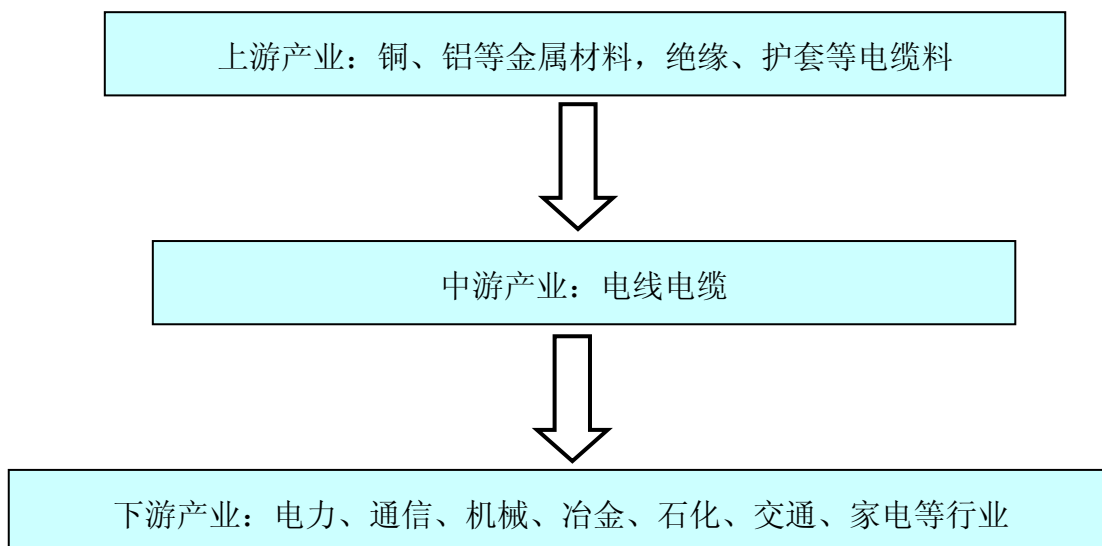 上游产业：铜、铝等金属材料，绝缘、护套等电缆料
中游产业：电线电缆
下游产业：电力、通信、机械、冶金、石化、交通、家电等行业